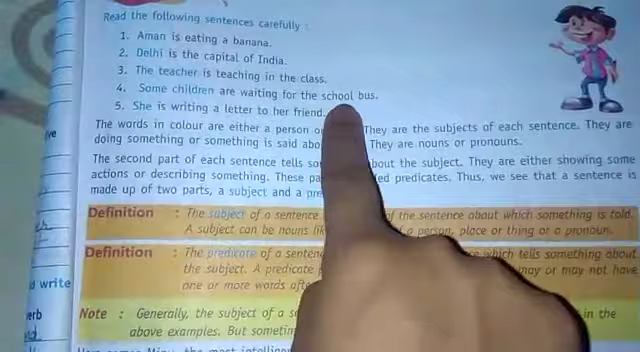 Read the following sentences carefully :
1. Aman is eating a banana.
2. Delhi is the capital of India.
3. The teacher is teaching in the class.
4. Some children are waiting for the school bus.
5. She is writing a letter to her friend.
The words in colour are either a person o They are the subjects of each sentence. They are
doing something or something is said abo They are nouns or pronouns.
The second part of each sentence tells so about the subject. They are either showing some
actions or describing something. These pa ed predicates. Thus, we see that a sentence is
made up of two parts, a subject and a pre
Definition : The subject of a sentence of the sentence about which something is told.
A subject can be nouns lik a person, place or thing or a pronoun.
Definition : The predicate of a senten which tells something about
the subject. A predicate may or may not have
one or more words afte
Note : Generally, the subject of a s in the
above examples. But sometim
ve
d write
erb